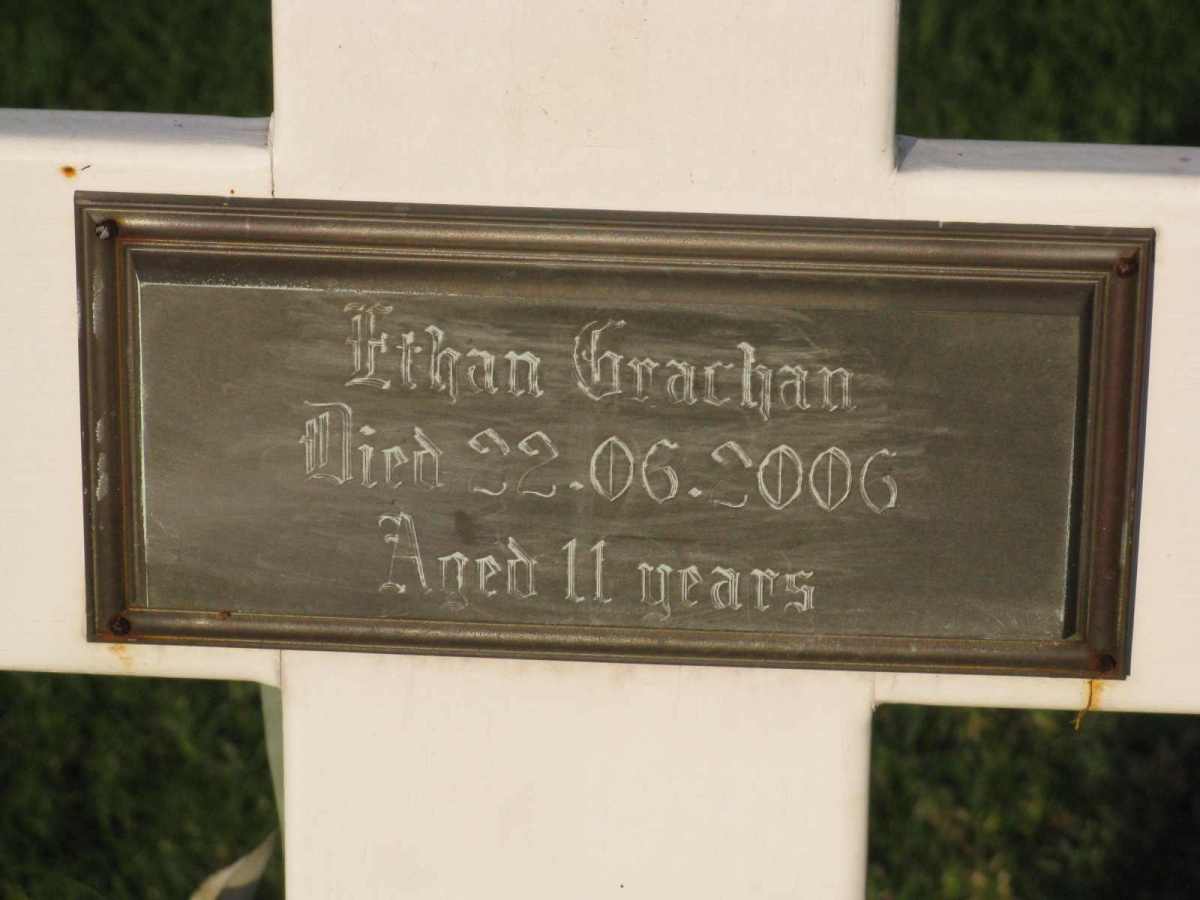 Ethan Grachan
Died 22.06.2006
Aged 11 years